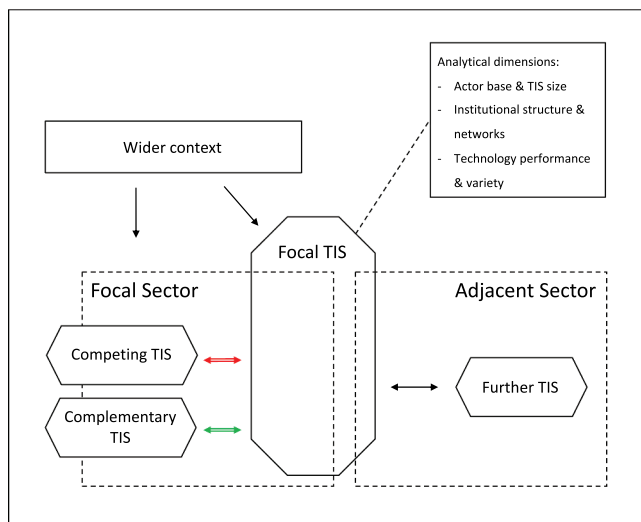 Analytical dimensions:
- Actor base & TIS size
- Institutional structure &
networks
- Technology performance
& variety
Wider context
Focal TIS
Focal Sector
Adjacent Sector
Competing TIS
Complementary
TIS
Further TIS